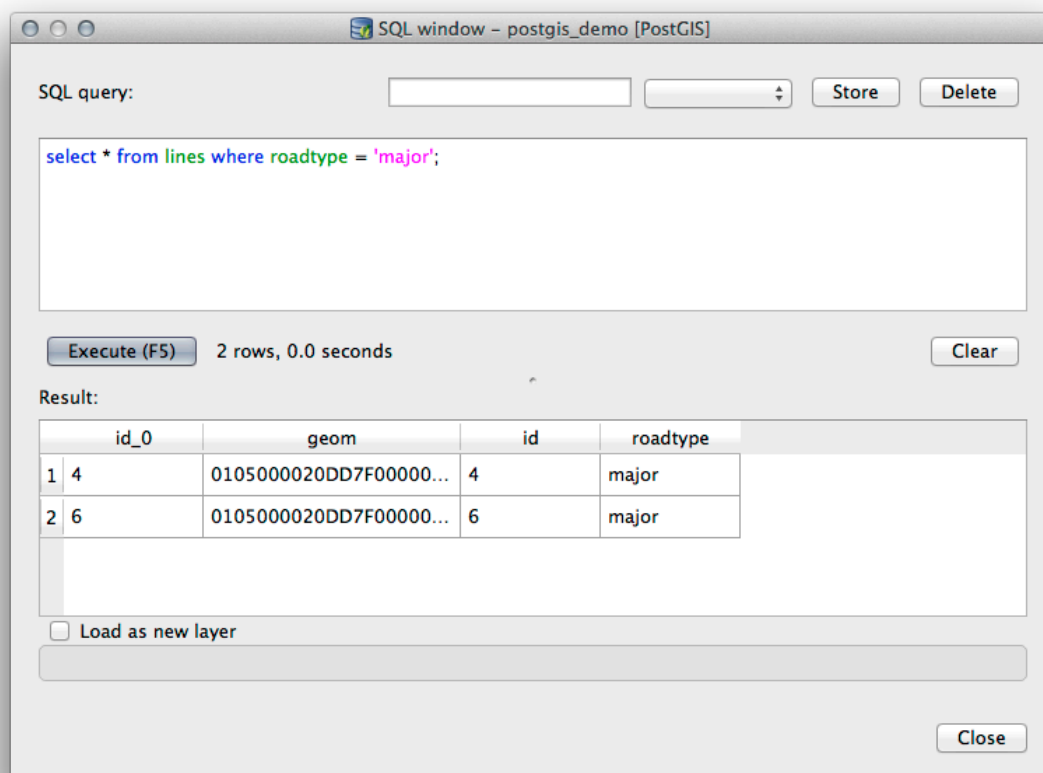 SQL window – postgis_demo [PostGIS]
SQL query: Store Delete
select * from lines where roadtype = 'major';
Execute (F5) 2 rows, 0.0 seconds Clear
Result:
id_0 geom id roadtype
1 4 0105000020DD7F00000... 4 major
2 6 0105000020DD7F00000... 6 major
Load as new layer
Close